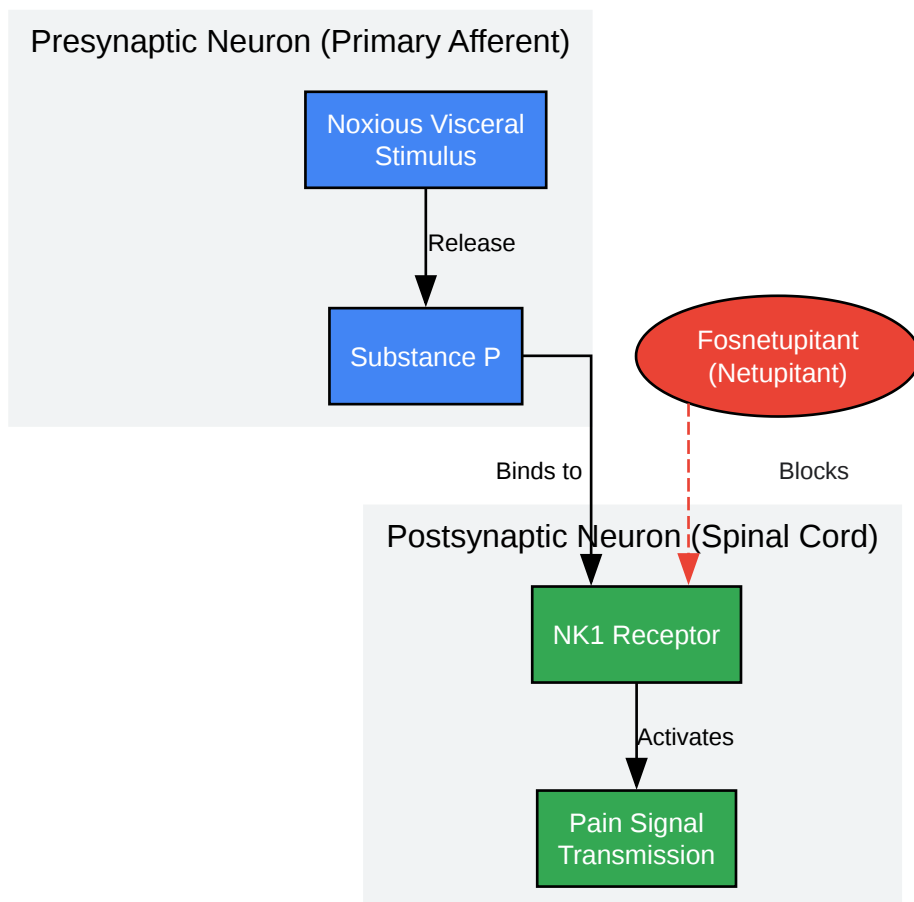 Presynaptic Neuron (Primary Afferent)
Noxious Visceral
Stimulus
Release
Substance P
Fosnetupitant
(Netupitant)
Binds to
Blocks
Postsynaptic Neuron (Spinal Cord)
NK1 Receptor
Activates
Pain Signal
Transmission